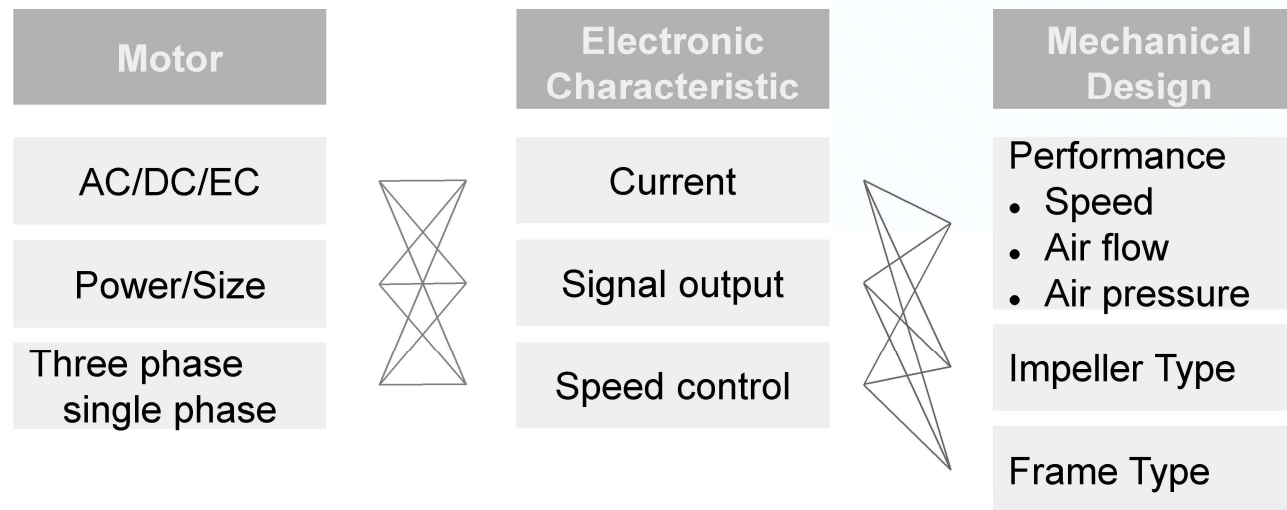 Motor
Electronic
Characteristic
Mechanical
Design
AC/DC/EC
Power/Size
Three phase
single phase
Current
Signal output
Speed control
Performance
• Speed
• Air flow
• Air pressure
Impeller Type
Frame Type